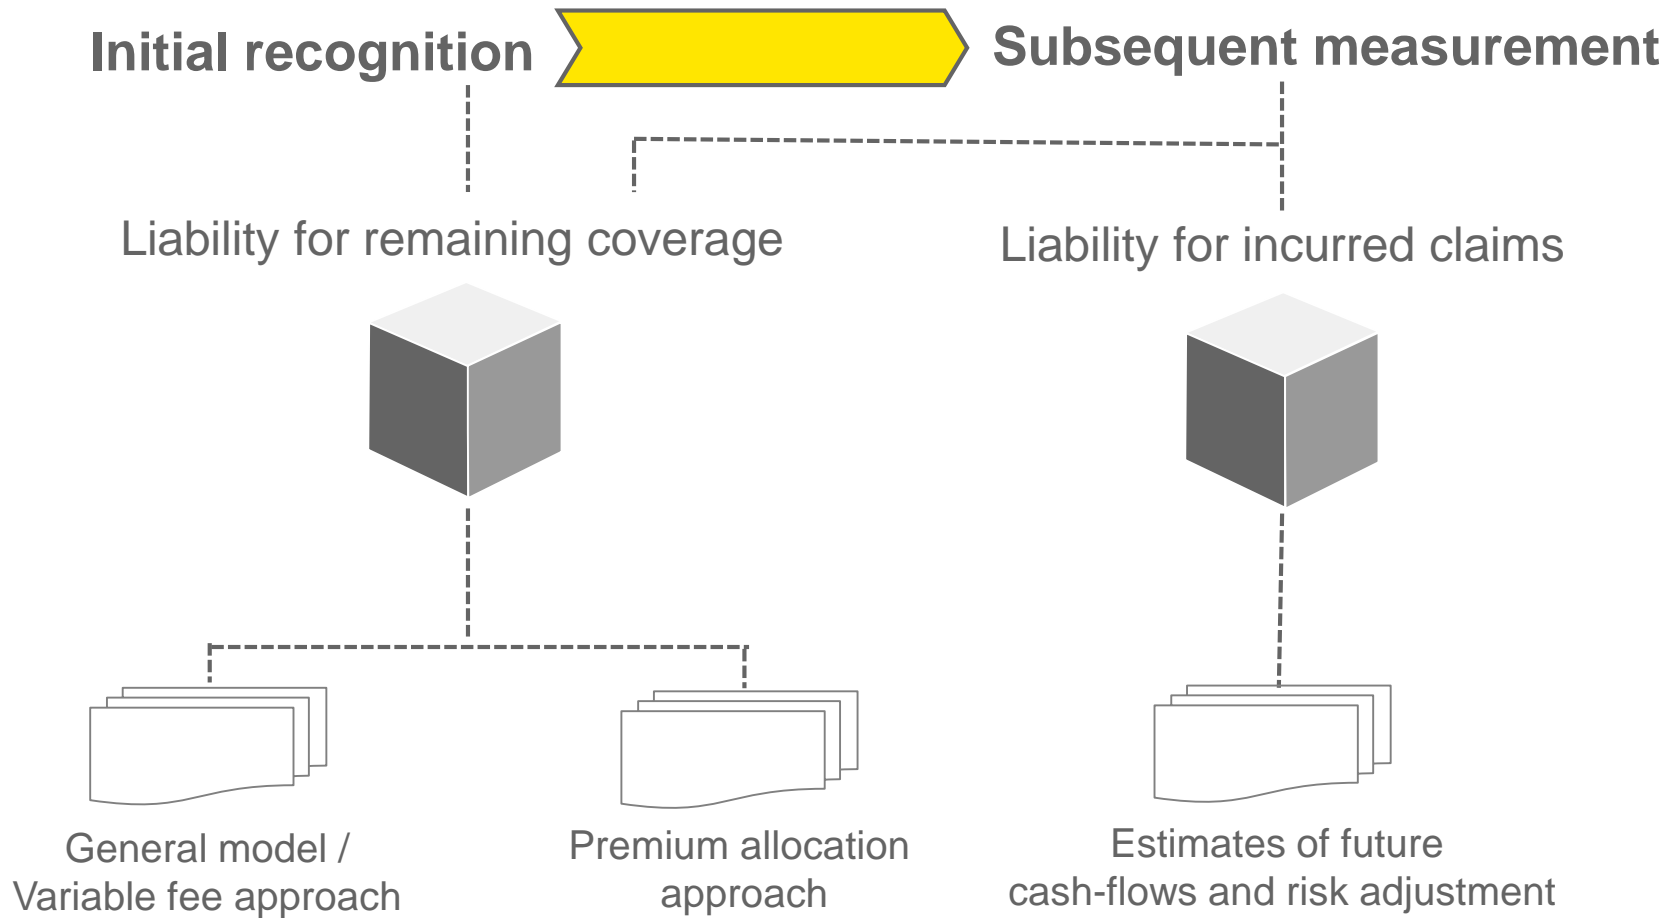 Initial recognition
Subsequent measurement
Liability for remaining coverage
Liability for incurred claims
General model /
Variable fee approach
Premium allocation
approach
Estimates of future
cash-flows and risk adjustment